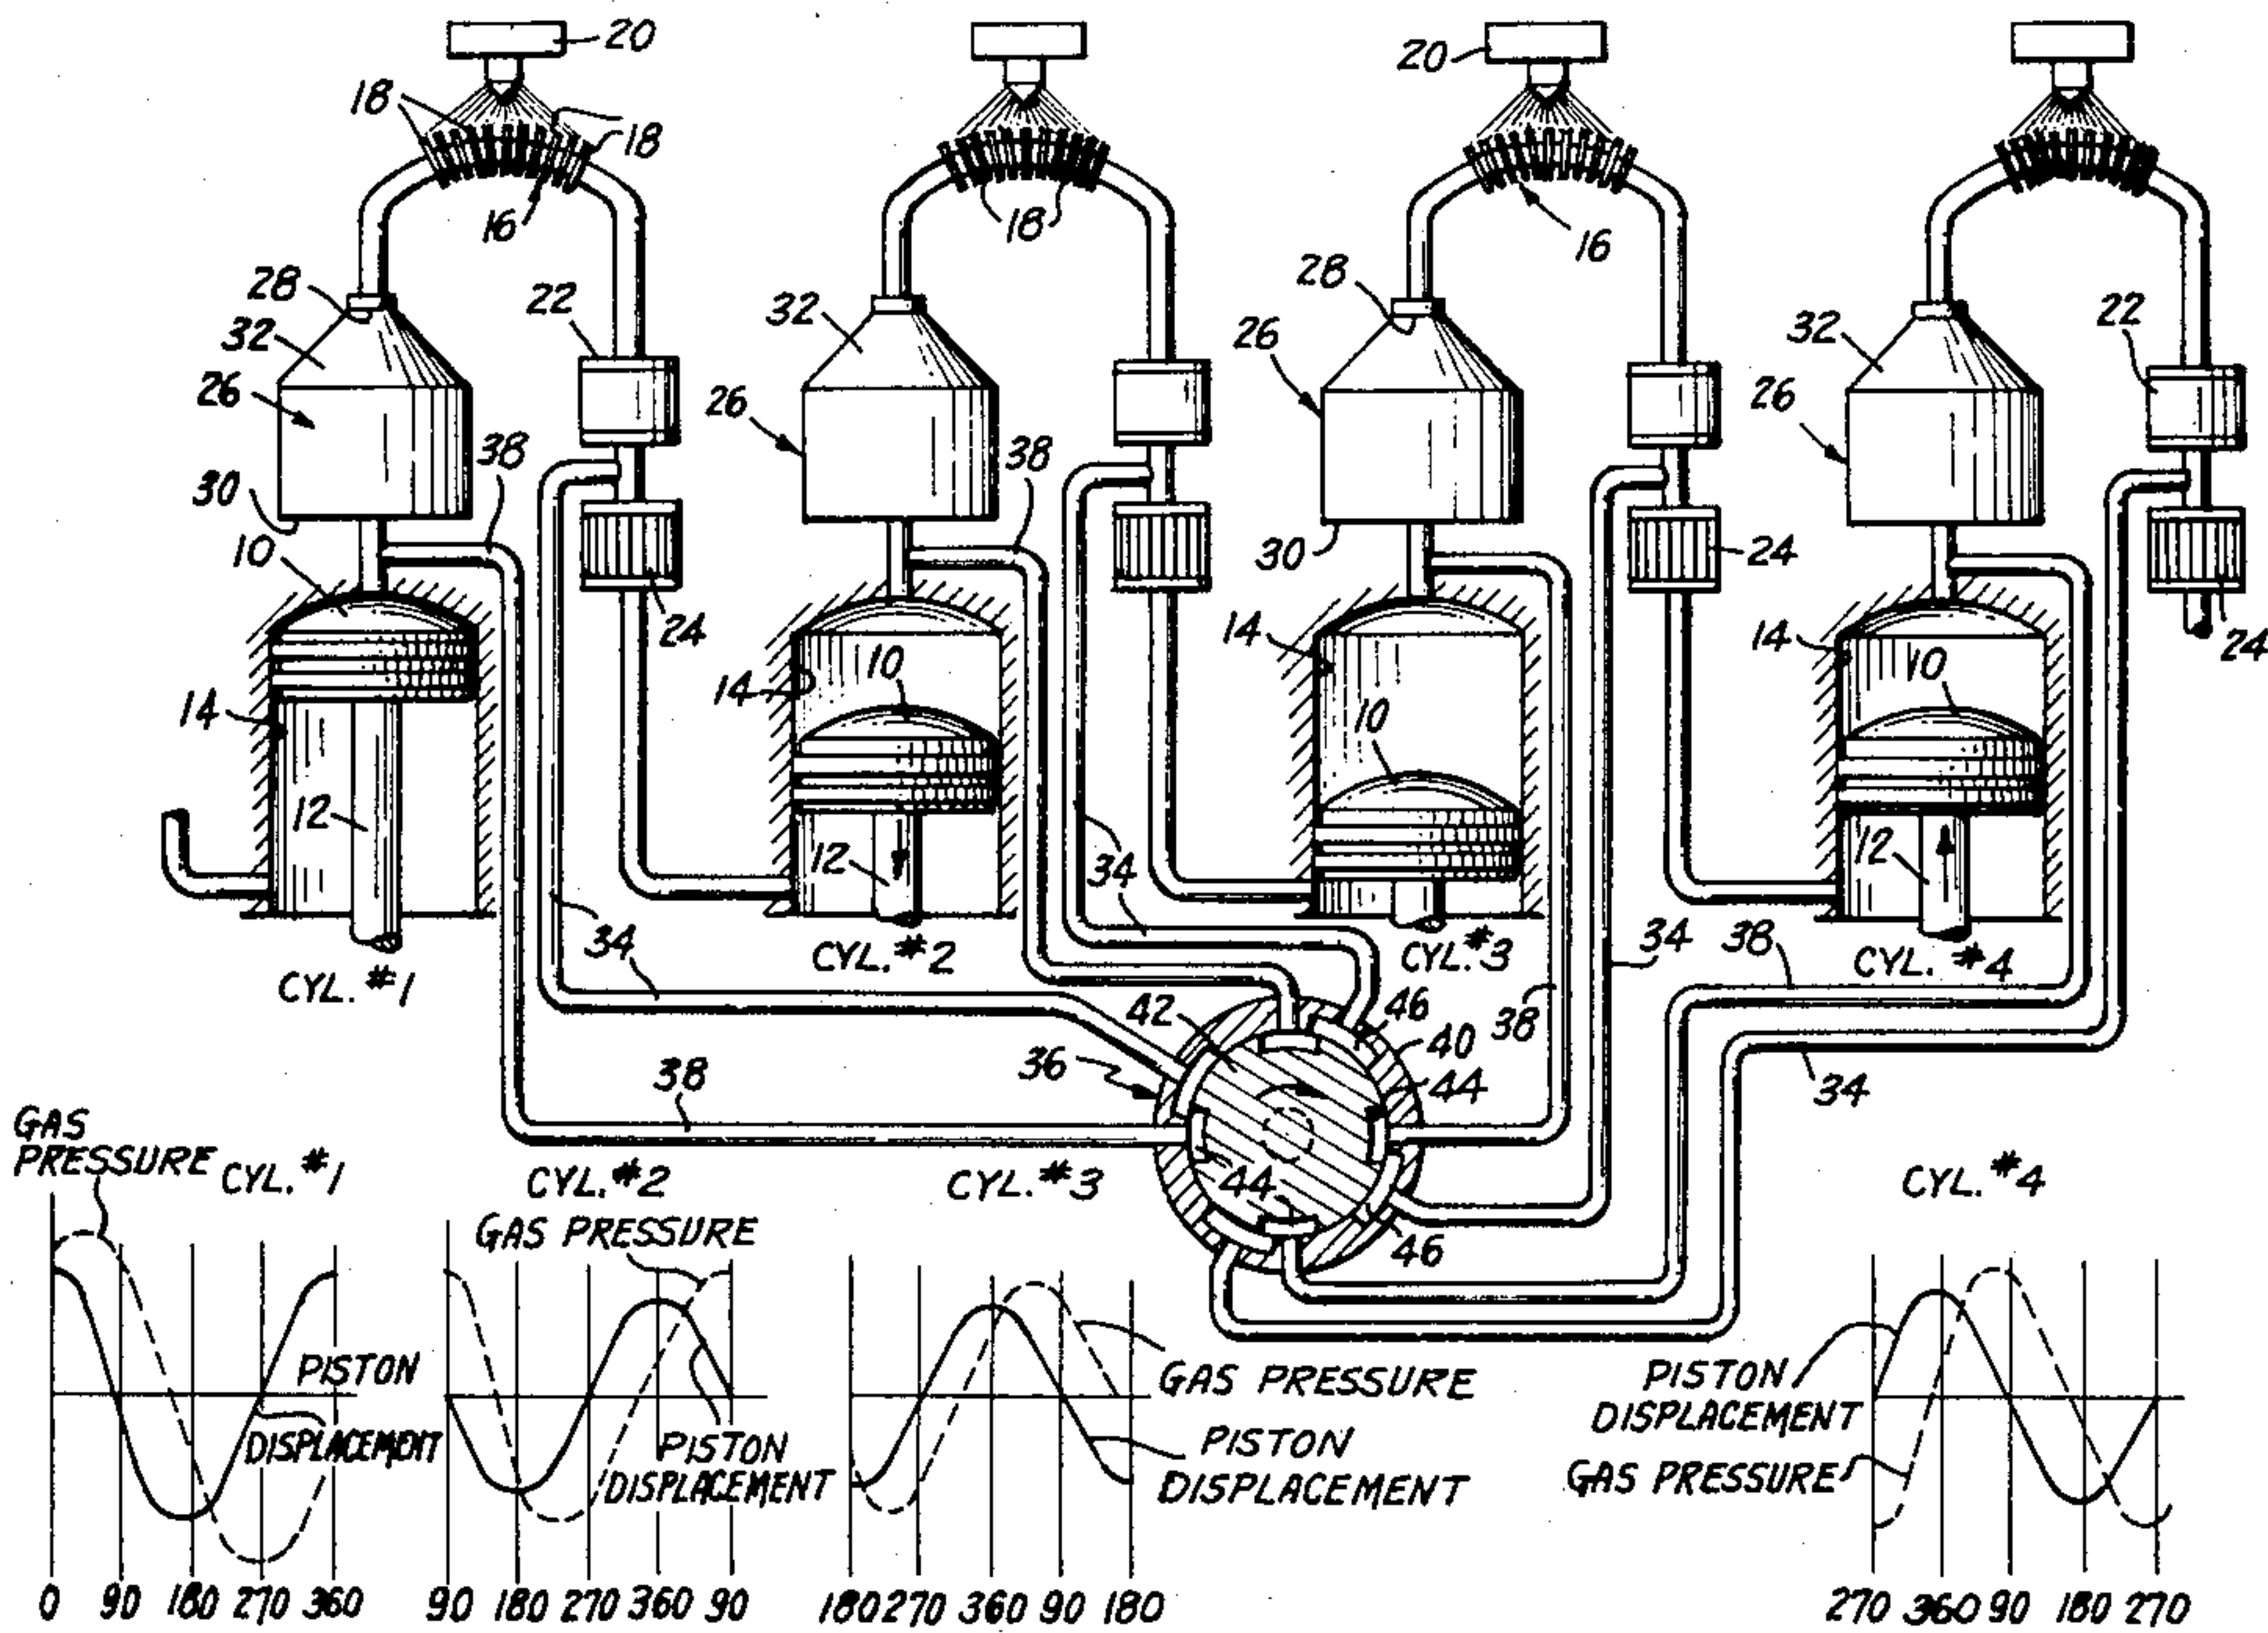 20
20
18
18
18
16
16
28
28
22
32
32
32
22
26
26
26
26
38
38
30
30
10
24
24
24
14
14
14
14
10
10
10
12
12
12
34
34
34
34
38
CYL. #1
CYL. #2
CYL. #3
CYL. #4
42
46
40
38
36
44
38
34
44
46
GAS PRESSURE
CYL. #1
CYL. #2
CYL. #3
CYL. #4
GAS PRESSURE
PISTON DISPLACEMENT
PISTON DISPLACEMENT
GAS PRESSURE
PISTON DISPLACEMENT
PISTON DISPLACEMENT
GAS PRESSURE
0 90 180 270 360
90 180 270 360 90
180 270 360 90 180
270 360 90 180 270